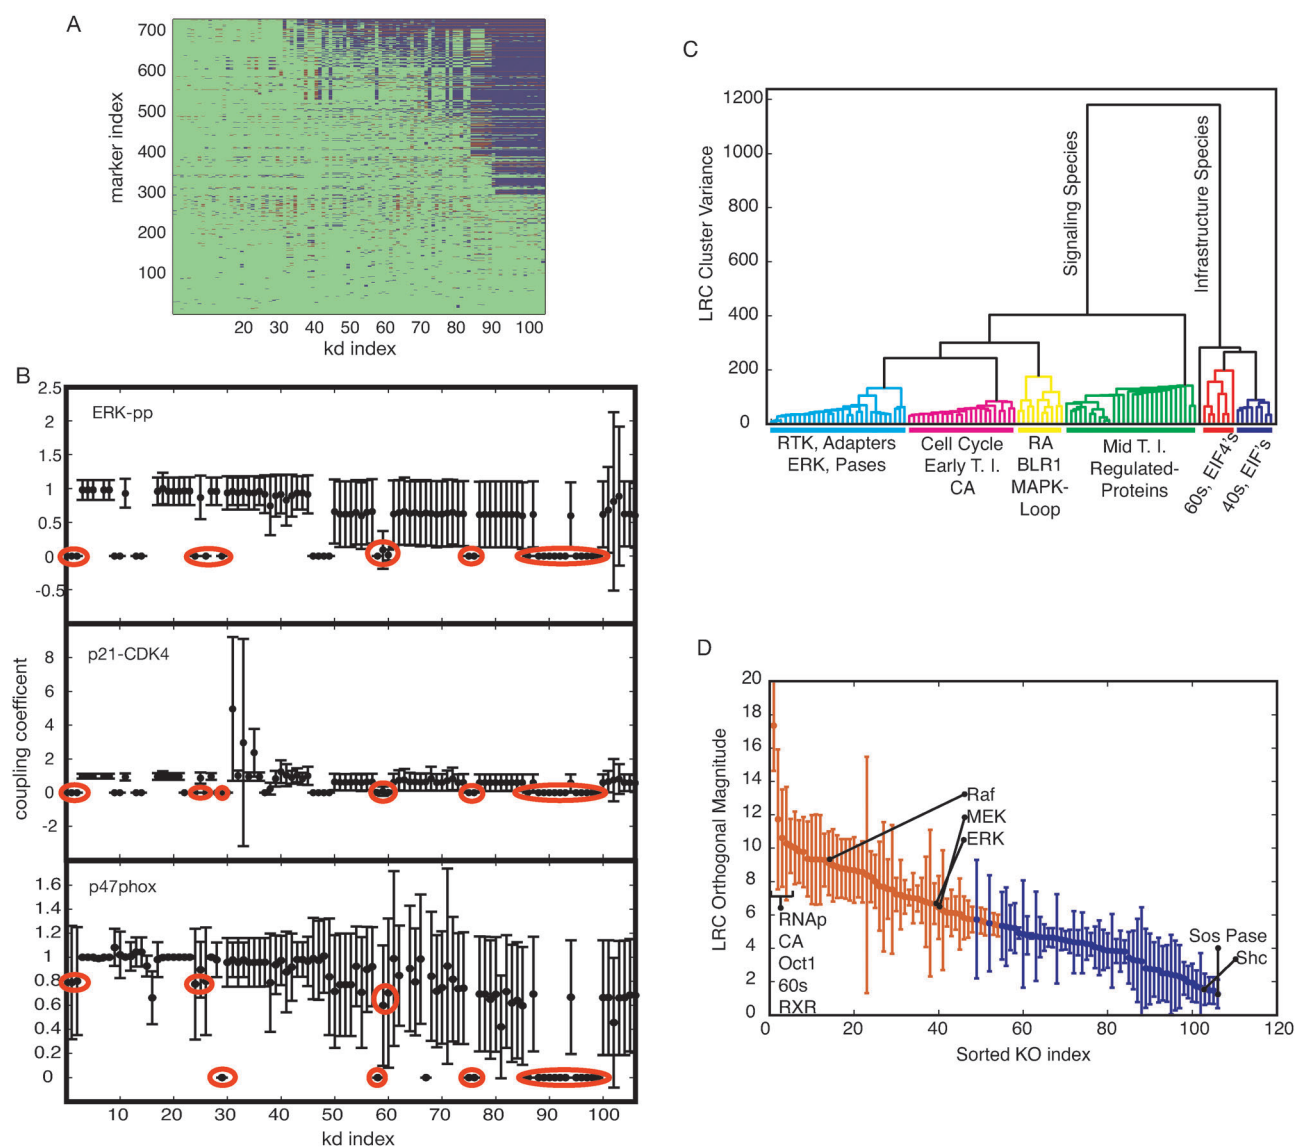 A
700
600
500
400
300
200
100
marker index
20 30 40 50 60 70 80 90 100
kd index
B
2.5
2
1.5
1
0.5
0
-0.5
ERK-pp
8
6
4
2
0
-2
p21-CDK4
coupling coefficent
1.6
1.4
1.2
1
0.8
0.6
0.4
0.2
0
p47phox
10 20 30 40 50 60 70 80 90 100
kd index
C
1200
1000
800
600
400
200
0
LRC Cluster Variance
Signaling Species
Infrastructure Species
RTK, Adapters
ERK, Pases
Cell Cycle
Early T. I.
CA
RA
BLR1
MAPK-
Loop
Mid T. I.
Regulated-
Proteins
60s, EIF4's
40s, EIF's
D
20
18
16
14
12
10
8
6
4
2
0
LRC Orthogonal Magnitude
Raf
MEK
ERK
RNAp
CA
Oct1
60s
RXR
Sos Pase
Shc
0 20 40 60 80 100 120
Sorted KO index